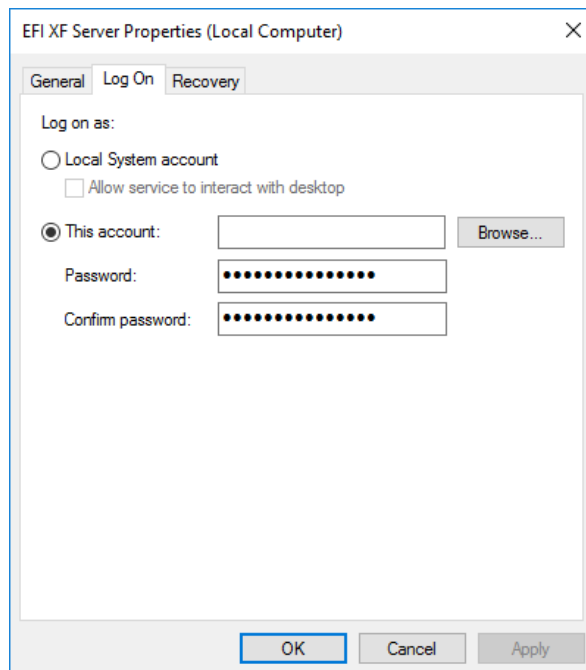 EFI XF Server Properties (Local Computer)
General Log On Recovery
Log on as:
Local System account
Allow service to interact with desktop
This account: Browse...
Password: ●●●●●●●●●●●●●●●
Confirm password: ●●●●●●●●●●●●●●●
OK Cancel Apply